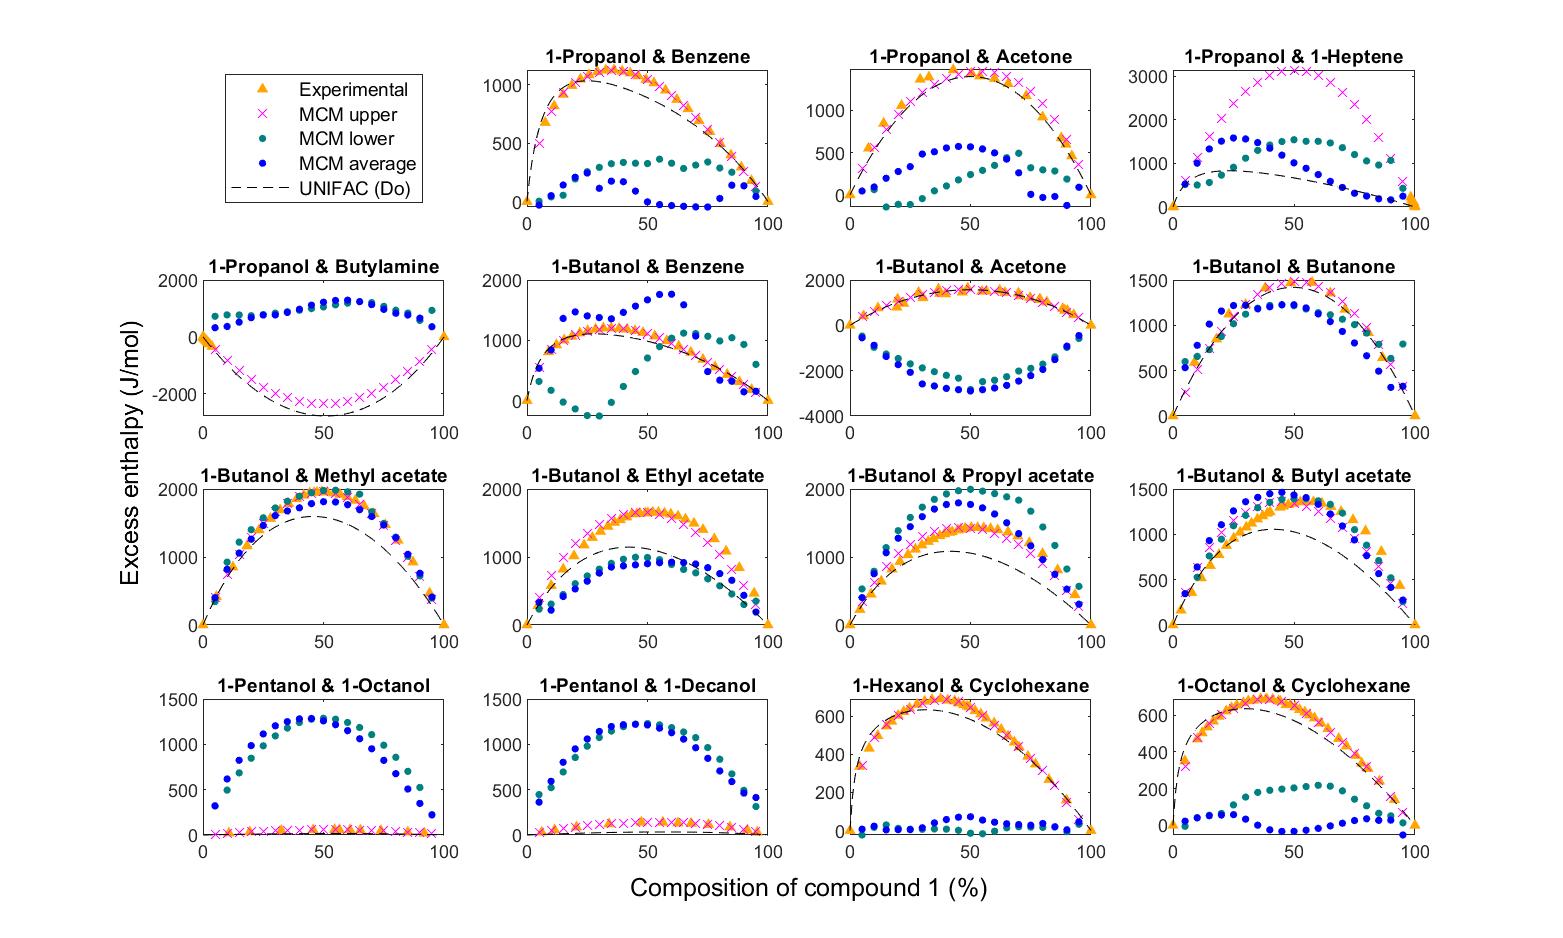 Experimental
MCM upper
MCM lower
MCM average
UNIFAC (Do)
1-Propanol & Benzene
1000
500
0
0 50 100
1-Propanol & Acetone
1000
500
0
0 50 100
1-Propanol & 1-Heptene
3000
2000
1000
0
0 50 100
Excess enthalpy (J/mol)
1-Propanol & Butylamine
2000
0
-2000
0 50 100
1-Butanol & Benzene
2000
1000
0
0 50 100
1-Butanol & Acetone
2000
0
-2000
-4000
0 50 100
1-Butanol & Butanone
1500
1000
500
0
0 50 100
1-Butanol & Methyl acetate
2000
1000
0
0 50 100
1-Butanol & Ethyl acetate
2000
1000
0
0 50 100
1-Butanol & Propyl acetate
2000
1000
0
0 50 100
1-Butanol & Butyl acetate
1500
1000
500
0
0 50 100
1-Pentanol & 1-Octanol
1500
1000
500
0
0 50 100
1-Pentanol & 1-Decanol
1500
1000
500
0
0 50 100
1-Hexanol & Cyclohexane
600
400
200
0
0 50 100
1-Octanol & Cyclohexane
600
400
200
0
0 50 100
Composition of compound 1 (%)